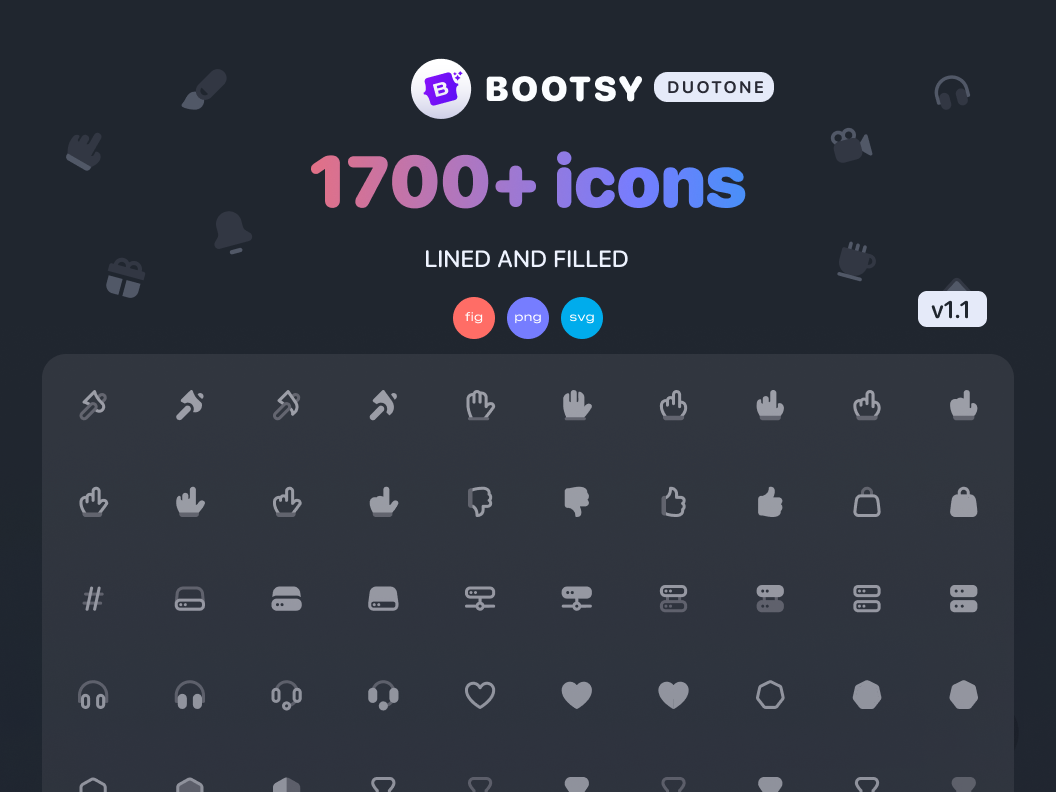 B BOOTSY DUOTONE
1700+ icons
LINED AND FILLED
fig png svg
v1.1